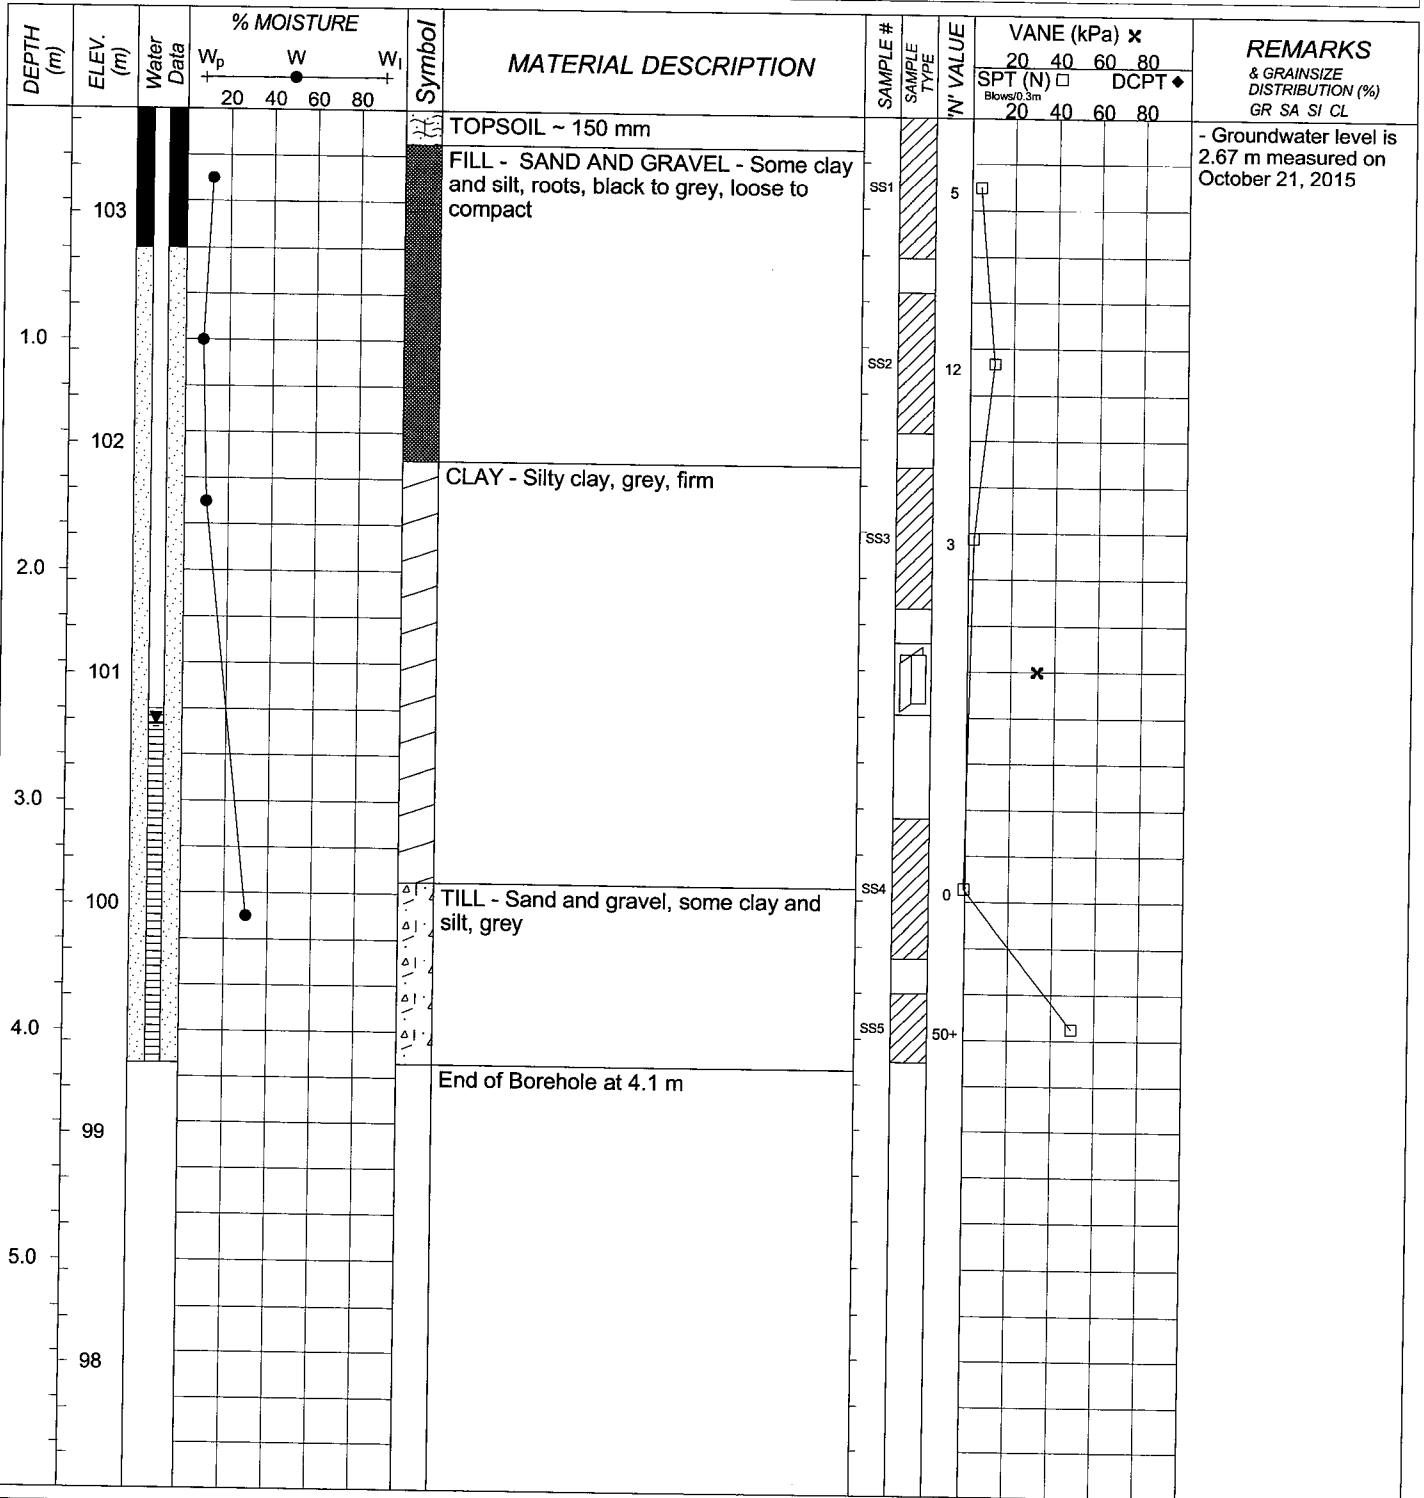 DEPTH (m)
ELEV. (m)
Water Data
% MOISTURE
Wp W Wl
20 40 60 80
Symbol
MATERIAL DESCRIPTION
SAMPLE #
SAMPLE TYPE
'N' VALUE
VANE (kPa) ×
20 40 60 80
SPT (N) □ DCPT ◆
Blows/0.3m
20 40 60 80
REMARKS
& GRAINSIZE
DISTRIBUTION (%)
GR SA SI CL
TOPSOIL ~ 150 mm
- Groundwater level is
2.67 m measured on
October 21, 2015
FILL - SAND AND GRAVEL - Some clay
and silt, roots, black to grey, loose to
compact
SS1 5
103
1.0
SS2 12
102
CLAY - Silty clay, grey, firm
SS3 3
2.0
101
3.0
SS4 0
100
TILL - Sand and gravel, some clay and
silt, grey
4.0
SS5 50+
End of Borehole at 4.1 m
99
5.0
98